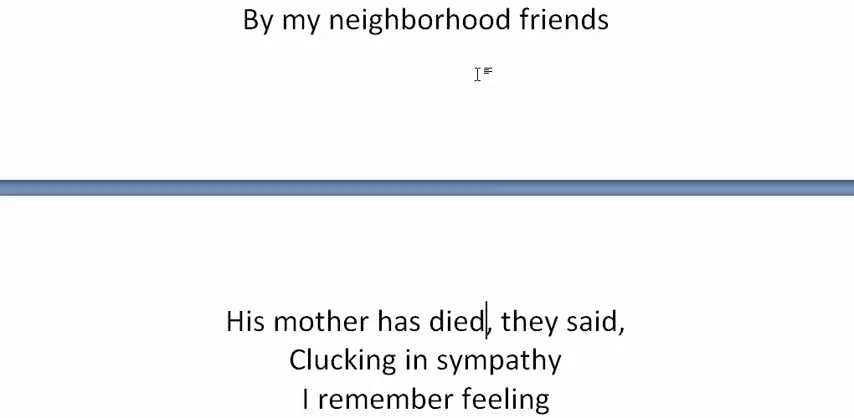 By my neighborhood friends
His mother has died, they said,
Clucking in sympathy
I remember feeling